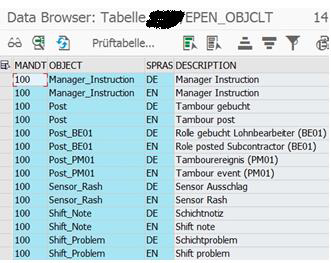 Data Browser: Tabelle /EPEN_OBJCLT 14
Prüftabelle...
MANDT OBJECT SPRAS DESCRIPTION
100 Manager_Instruction DE Manager Instruction
100 Manager_Instruction EN Manager Instruction
100 Post DE Tambour gebucht
100 Post EN Tambour post
100 Post_BE01 DE Rolle gebucht Lohnbearbeiter (BE01)
100 Post_BE01 EN Role posted Subcontractor (BE01)
100 Post_PM01 DE Tambourereignis (PM01)
100 Post_PM01 EN Tambour event (PM01)
100 Sensor_Rash DE Sensor Ausschlag
100 Sensor_Rash EN Sensor Rash
100 Shift_Note DE Schichtnotiz
100 Shift_Note EN Shift note
100 Shift_Problem DE Schichtproblem
100 Shift_Problem EN Shift problem